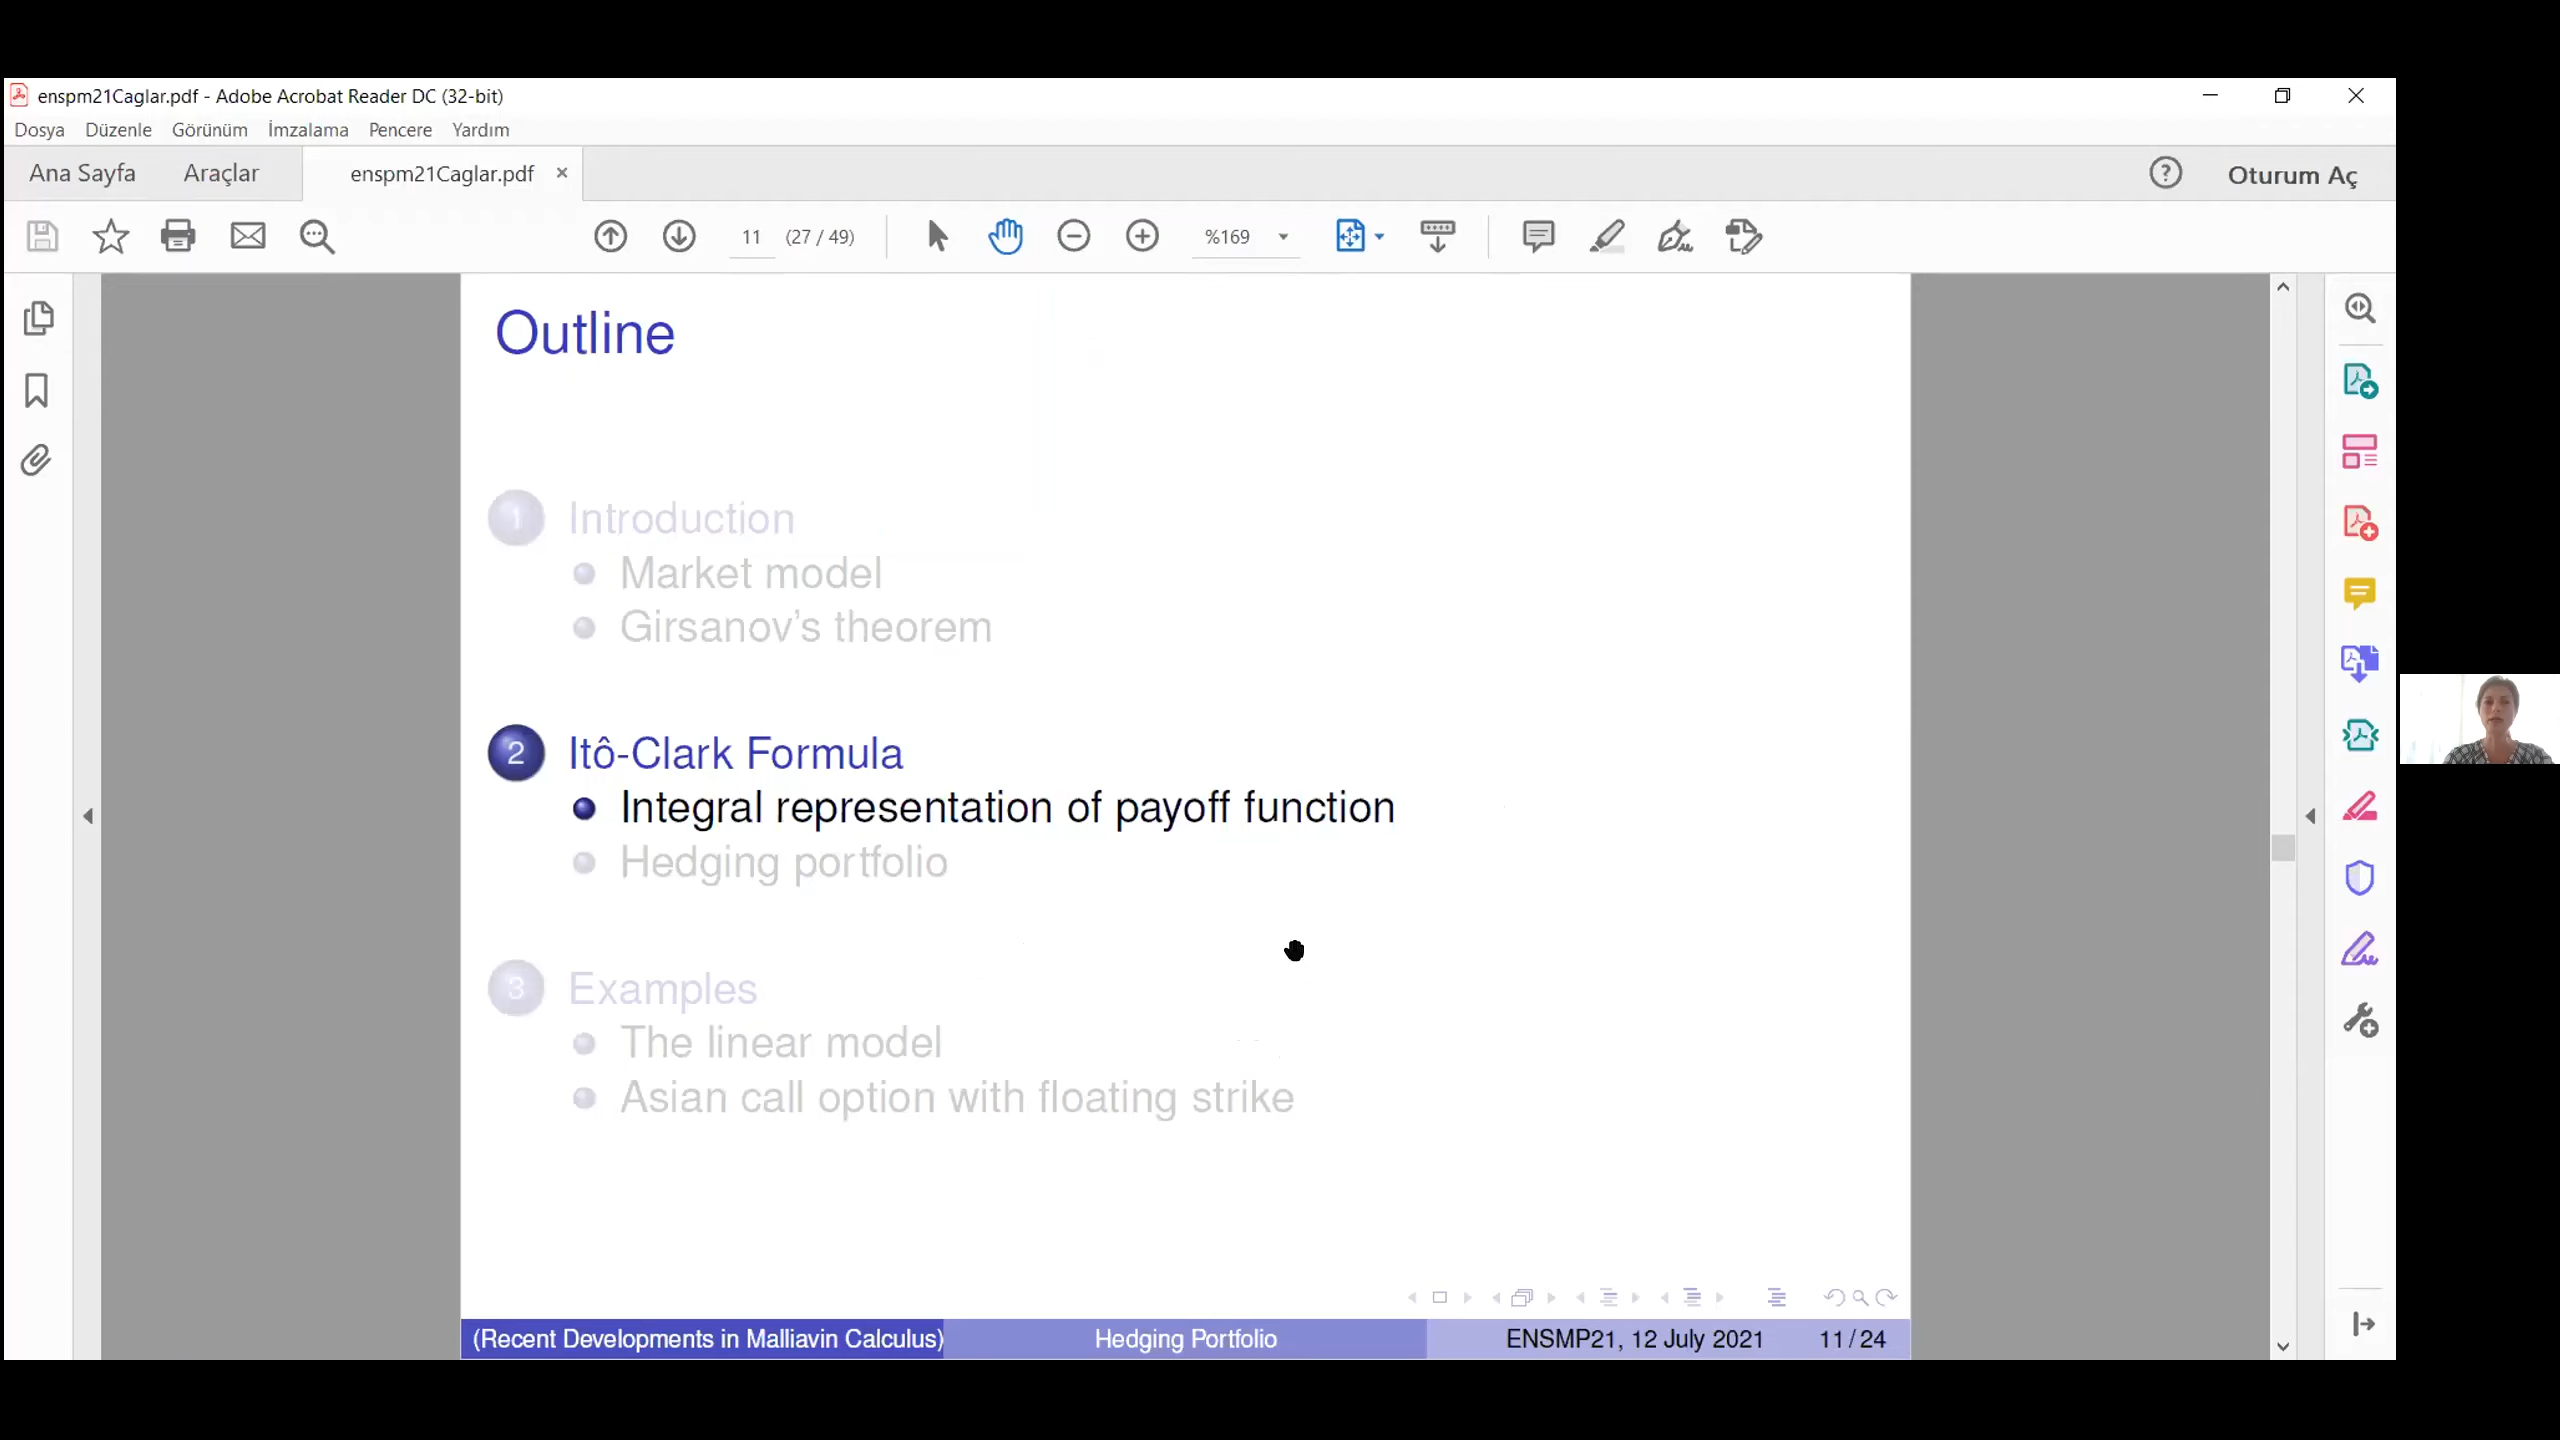 enspm21Caglar.pdf - Adobe Acrobat Reader DC (32-bit)
Dosya Düzenle Görünüm İmzalama Pencere Yardım
Ana Sayfa Araçlar enspm21Caglar.pdf × ? Oturum Aç
11 (27 / 49) %169
Outline
1 Introduction
Market model
Girsanov's theorem
2 Itô-Clark Formula
Integral representation of payoff function
Hedging portfolio
3 Examples
The linear model
Asian call option with floating strike
(Recent Developments in Malliavin Calculus) Hedging Portfolio ENSMP21, 12 July 2021 11 / 24